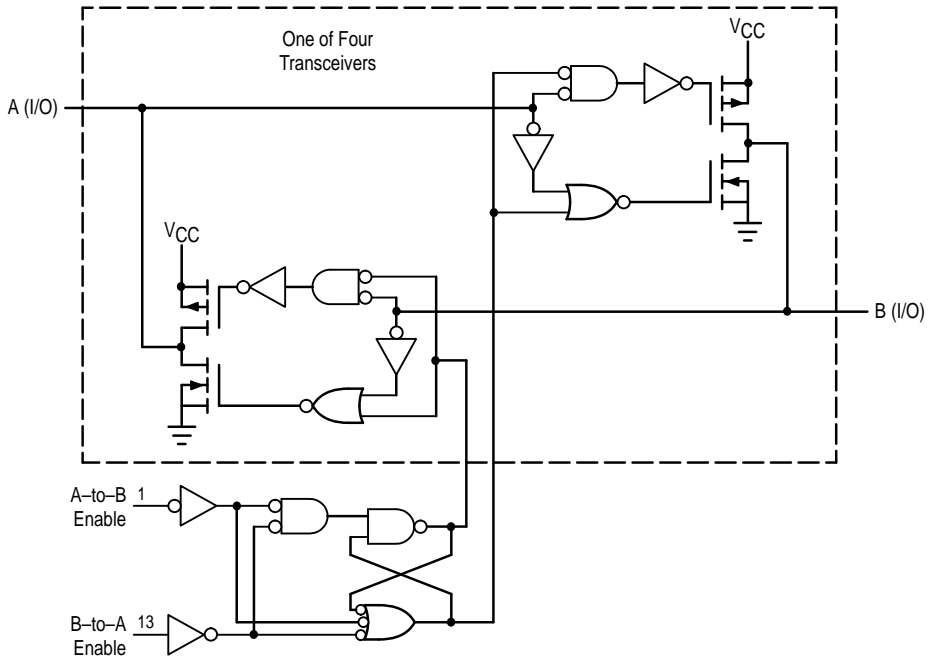 One of Four
Transceivers
VCC
A (I/O)
VCC
B (I/O)
A–to–B 1
Enable
B–to–A 13
Enable